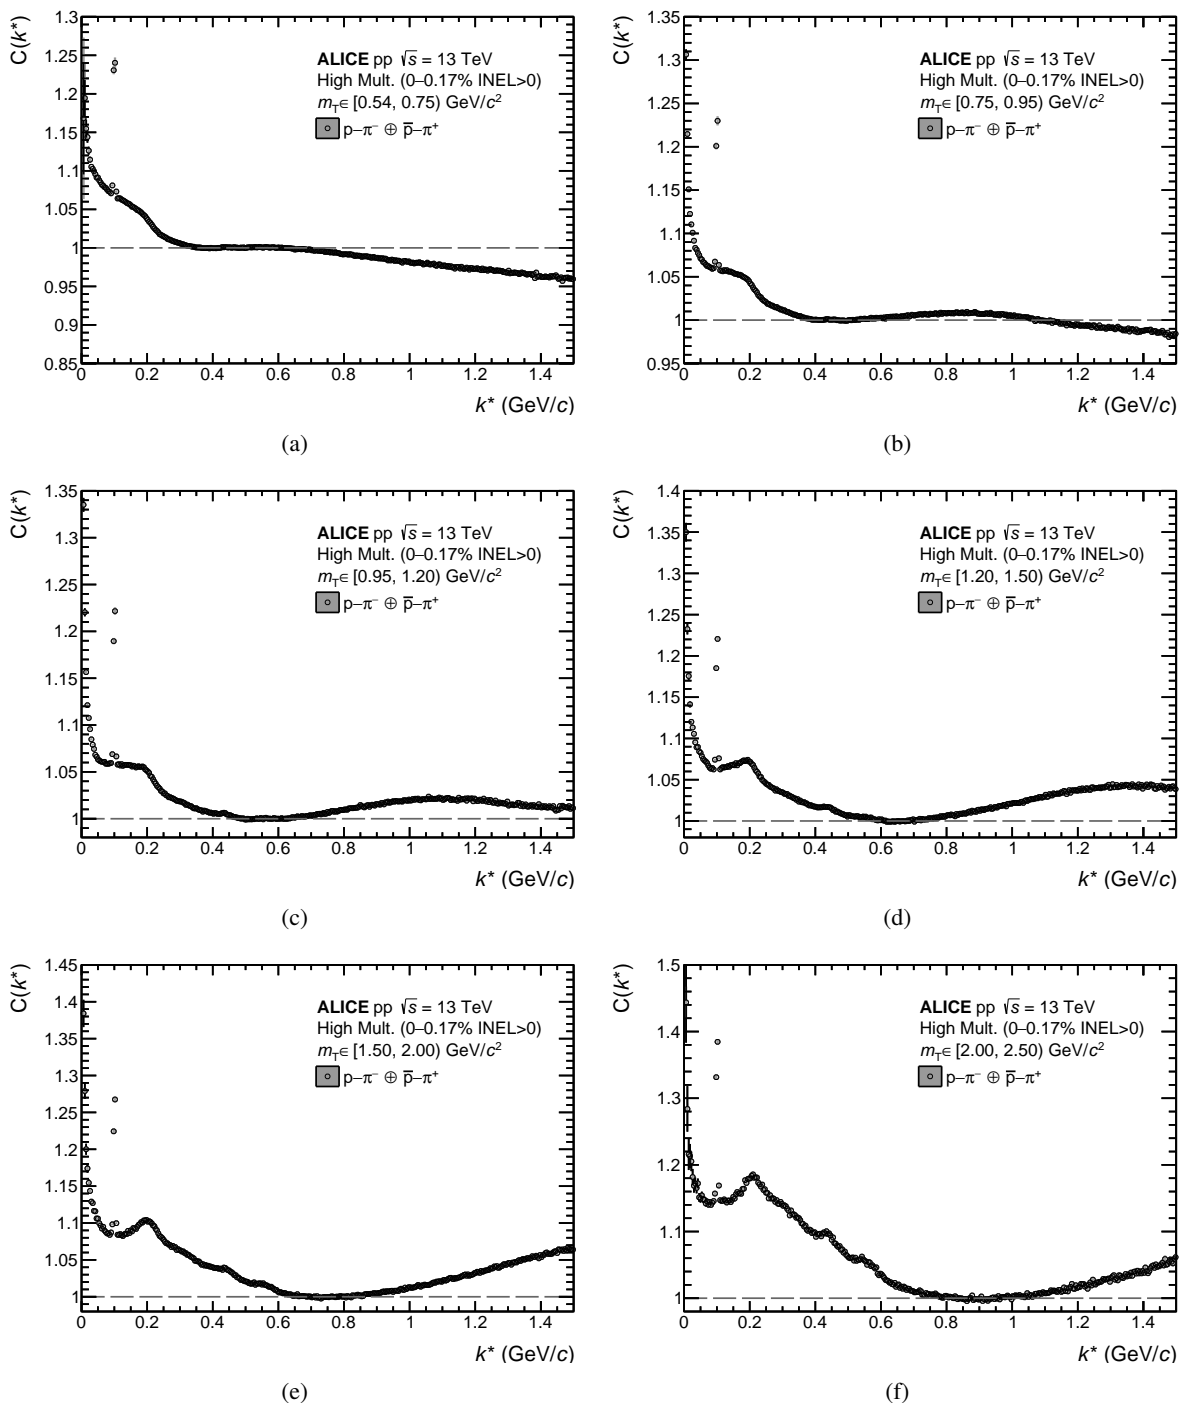 C(k*)
1.3
1.25
1.2
1.15
1.1
1.05
1
0.95
0.9
0.85
ALICE pp √s = 13 TeV
High Mult. (0–0.17% INEL>0)
m_T ∈ [0.54, 0.75) GeV/c²
p–π⁻ ⊕ p̅–π⁺
0 0.2 0.4 0.6 0.8 1 1.2 1.4
k* (GeV/c)
(a)
C(k*)
1.35
1.3
1.25
1.2
1.15
1.1
1.05
1
0.95
ALICE pp √s = 13 TeV
High Mult. (0–0.17% INEL>0)
m_T ∈ [0.75, 0.95) GeV/c²
p–π⁻ ⊕ p̅–π⁺
0 0.2 0.4 0.6 0.8 1 1.2 1.4
k* (GeV/c)
(b)
C(k*)
1.35
1.3
1.25
1.2
1.15
1.1
1.05
1
ALICE pp √s = 13 TeV
High Mult. (0–0.17% INEL>0)
m_T ∈ [0.95, 1.20) GeV/c²
p–π⁻ ⊕ p̅–π⁺
0 0.2 0.4 0.6 0.8 1 1.2 1.4
k* (GeV/c)
(c)
C(k*)
1.4
1.35
1.3
1.25
1.2
1.15
1.1
1.05
1
ALICE pp √s = 13 TeV
High Mult. (0–0.17% INEL>0)
m_T ∈ [1.20, 1.50) GeV/c²
p–π⁻ ⊕ p̅–π⁺
0 0.2 0.4 0.6 0.8 1 1.2 1.4
k* (GeV/c)
(d)
C(k*)
1.45
1.4
1.35
1.3
1.25
1.2
1.15
1.1
1.05
1
ALICE pp √s = 13 TeV
High Mult. (0–0.17% INEL>0)
m_T ∈ [1.50, 2.00) GeV/c²
p–π⁻ ⊕ p̅–π⁺
0 0.2 0.4 0.6 0.8 1 1.2 1.4
k* (GeV/c)
(e)
C(k*)
1.5
1.4
1.3
1.2
1.1
1
ALICE pp √s = 13 TeV
High Mult. (0–0.17% INEL>0)
m_T ∈ [2.00, 2.50) GeV/c²
p–π⁻ ⊕ p̅–π⁺
0 0.2 0.4 0.6 0.8 1 1.2 1.4
k* (GeV/c)
(f)